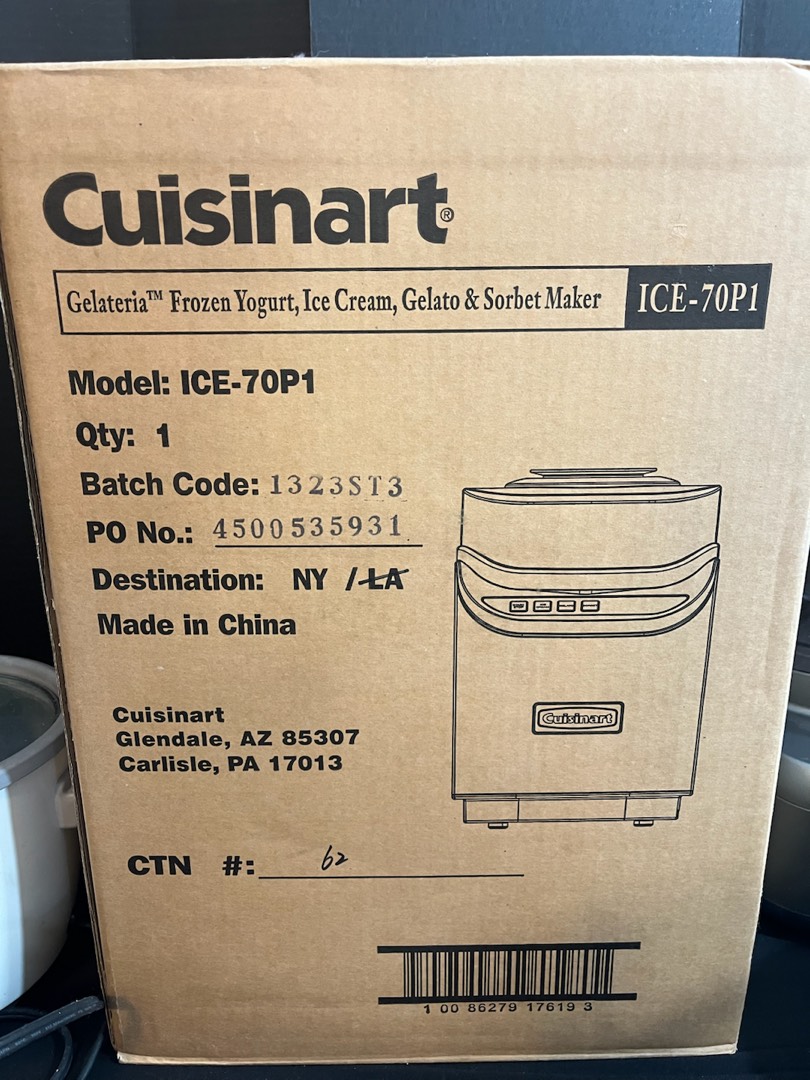 Cuisinart®
Gelateria™ Frozen Yogurt, Ice Cream, Gelato & Sorbet Maker ICE-70P1
Model: ICE-70P1
Qty: 1
Batch Code: 1323ST3
PO No.: 4500535931
Destination: NY / LA
Made in China
Cuisinart
Cuisinart
Glendale, AZ 85307
Carlisle, PA 17013
CTN #: 62
1 00 86279 17619 3